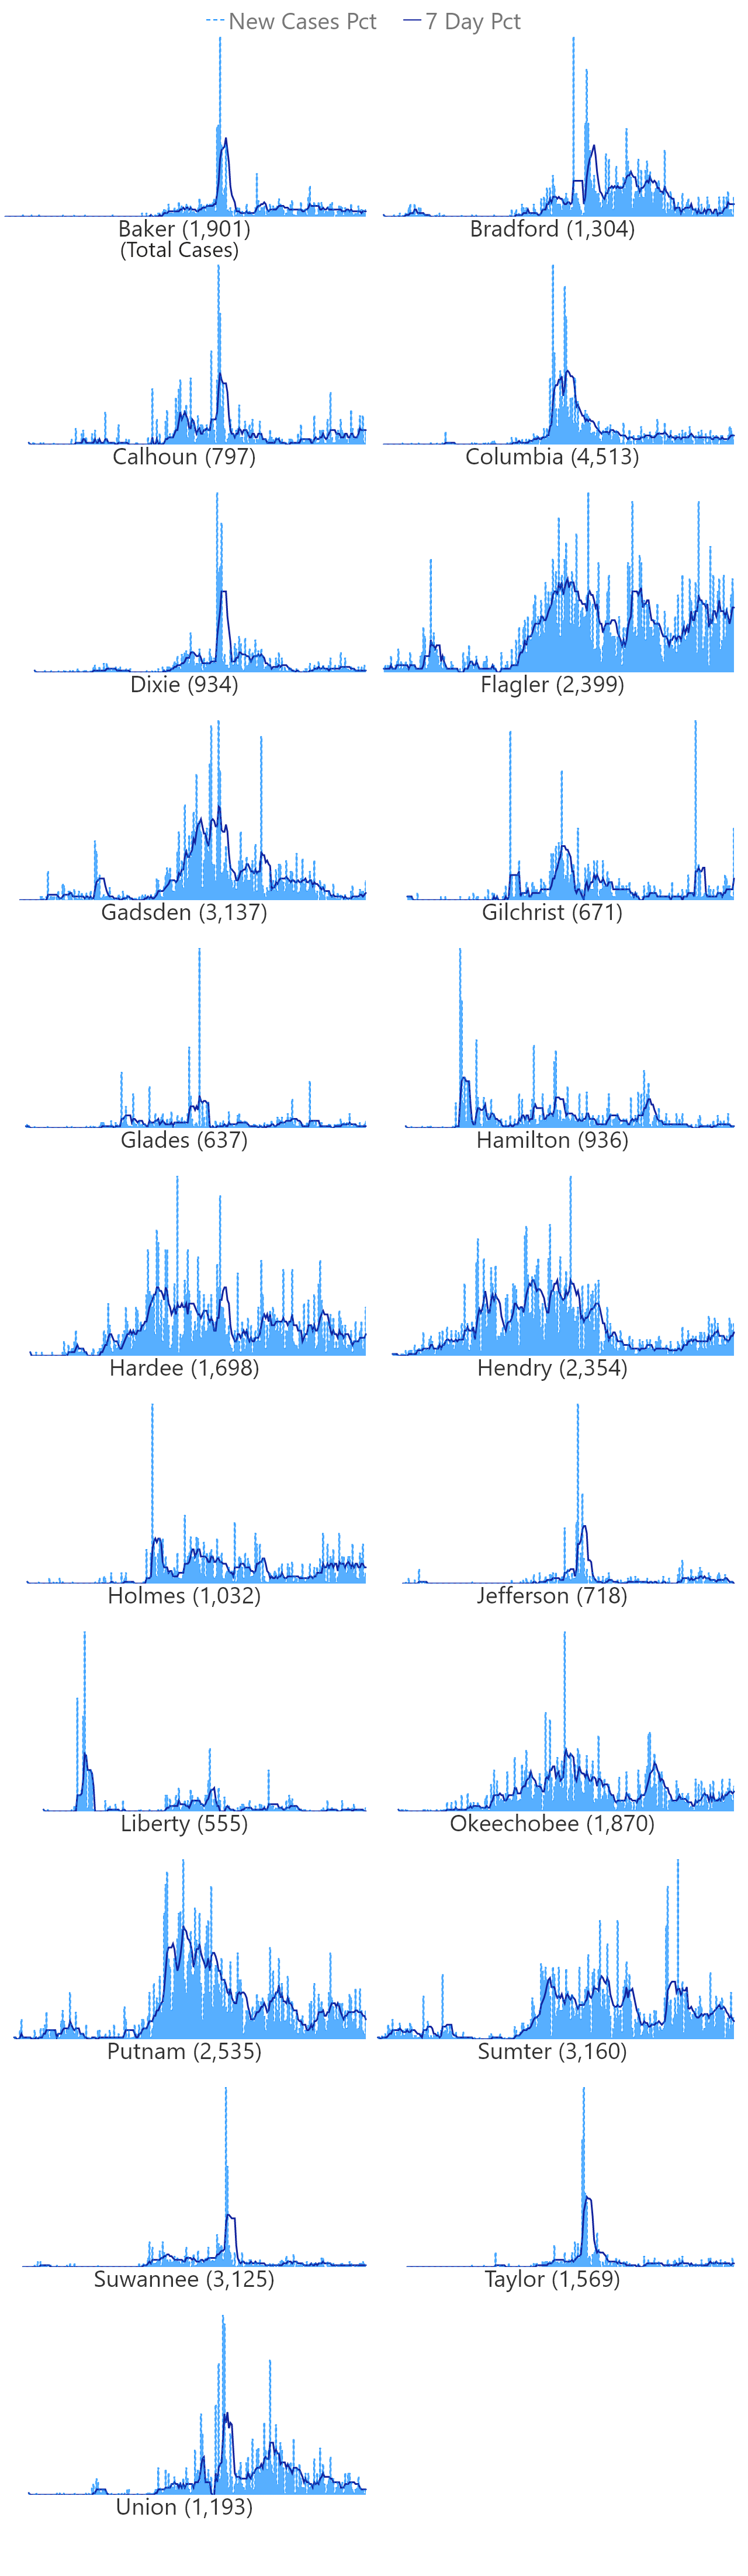 New Cases Pct 7 Day Pct
Baker (1,901)
(Total Cases)
Bradford (1,304)
Calhoun (797)
Columbia (4,513)
Dixie (934)
Flagler (2,399)
Gadsden (3,137)
Gilchrist (671)
Glades (637)
Hamilton (936)
Hardee (1,698)
Hendry (2,354)
Holmes (1,032)
Jefferson (718)
Liberty (555)
Okeechobee (1,870)
Putnam (2,535)
Sumter (3,160)
Suwannee (3,125)
Taylor (1,569)
Union (1,193)